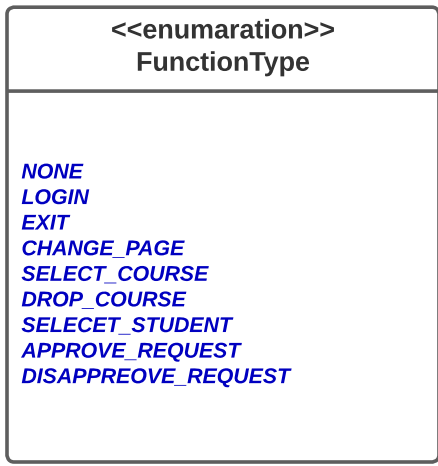 <<enumaration>>
FunctionType
NONE
LOGIN
EXIT
CHANGE_PAGE
SELECT_COURSE
DROP_COURSE
SELECET_STUDENT
APPROVE_REQUEST
DISAPPREOVE_REQUEST